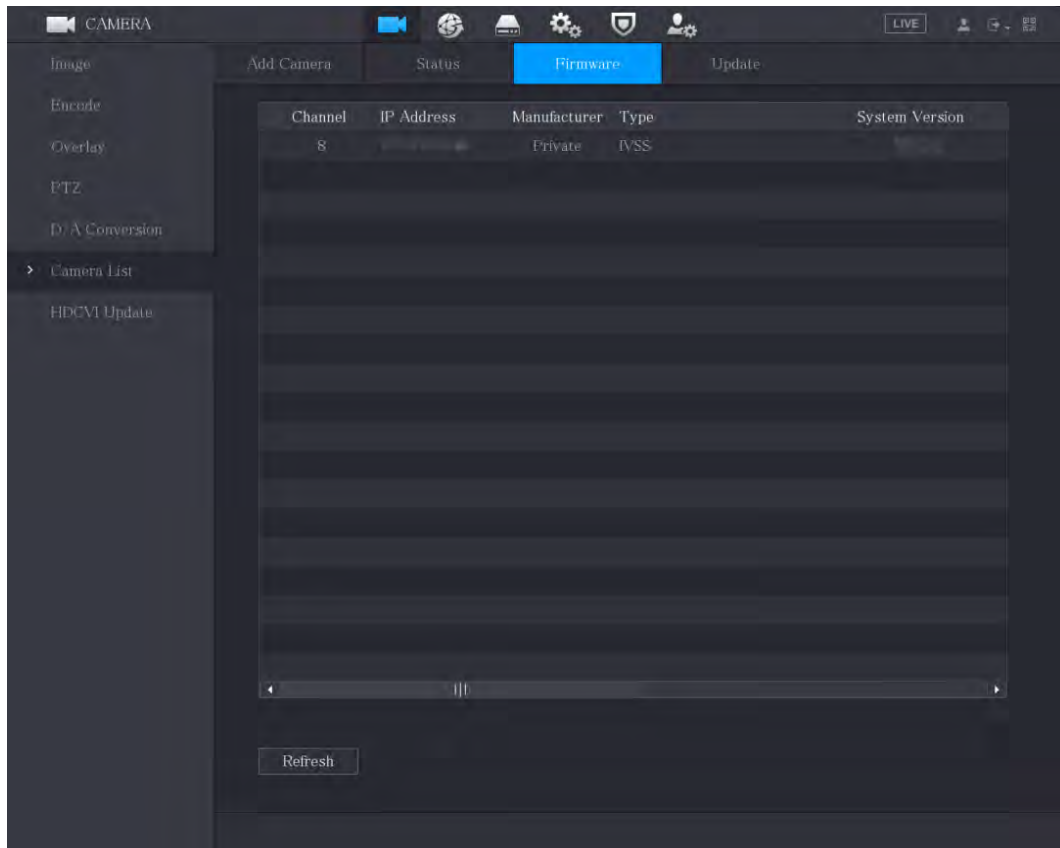 CAMERA
LIVE
Image
Add Camera
Status
Firmware
Update
Encode
Channel
IP Address
Manufacturer
Type
System Version
Overlay
8
Private
IVSS
PTZ
D/A Conversion
Camera List
HDCVI Update
Refresh